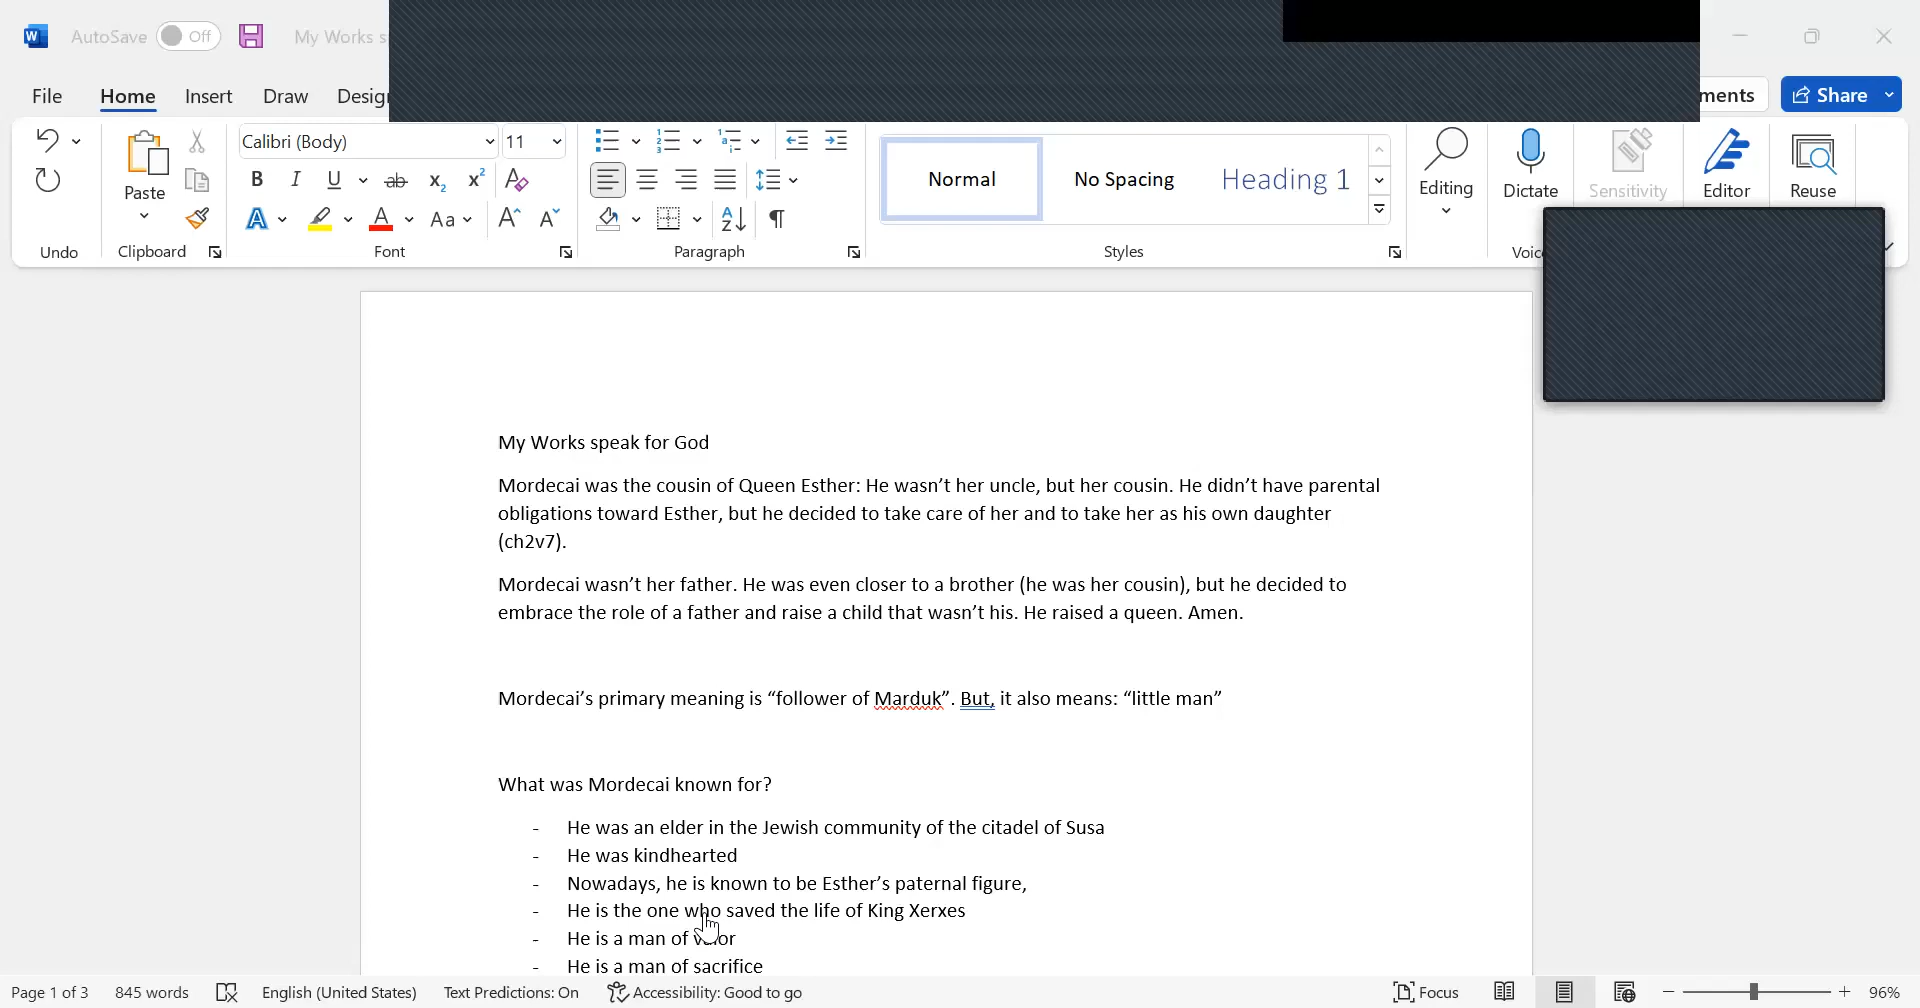 AutoSave Off My Works s
File Home Insert Draw Desig ments Share
Calibri (Body) 11
Paste
Normal No Spacing Heading 1
Editing Dictate Sensitivity Editor Reuse
Undo Clipboard Font Paragraph Styles Voic
My Works speak for God
Mordecai was the cousin of Queen Esther: He wasn’t her uncle, but her cousin. He didn’t have parental
obligations toward Esther, but he decided to take care of her and to take her as his own daughter
(ch2v7).
Mordecai wasn’t her father. He was even closer to a brother (he was her cousin), but he decided to
embrace the role of a father and raise a child that wasn’t his. He raised a queen. Amen.
Mordecai’s primary meaning is “follower of Marduk”. But, it also means: “little man”
What was Mordecai known for?
- He was an elder in the Jewish community of the citadel of Susa
- He was kindhearted
- Nowadays, he is known to be Esther’s paternal figure,
- He is the one who saved the life of King Xerxes
- He is a man of valor
- He is a man of sacrifice
Page 1 of 3 845 words English (United States) Text Predictions: On Accessibility: Good to go Focus 96%